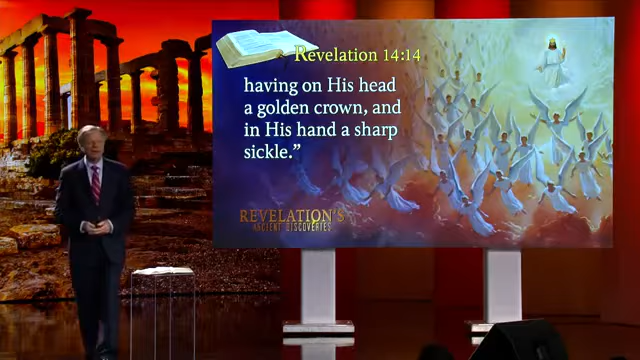 Revelation 14:14
having on His head
a golden crown, and
in His hand a sharp
sickle.”
REVELATION'S
ANCIENT DISCOVERIES